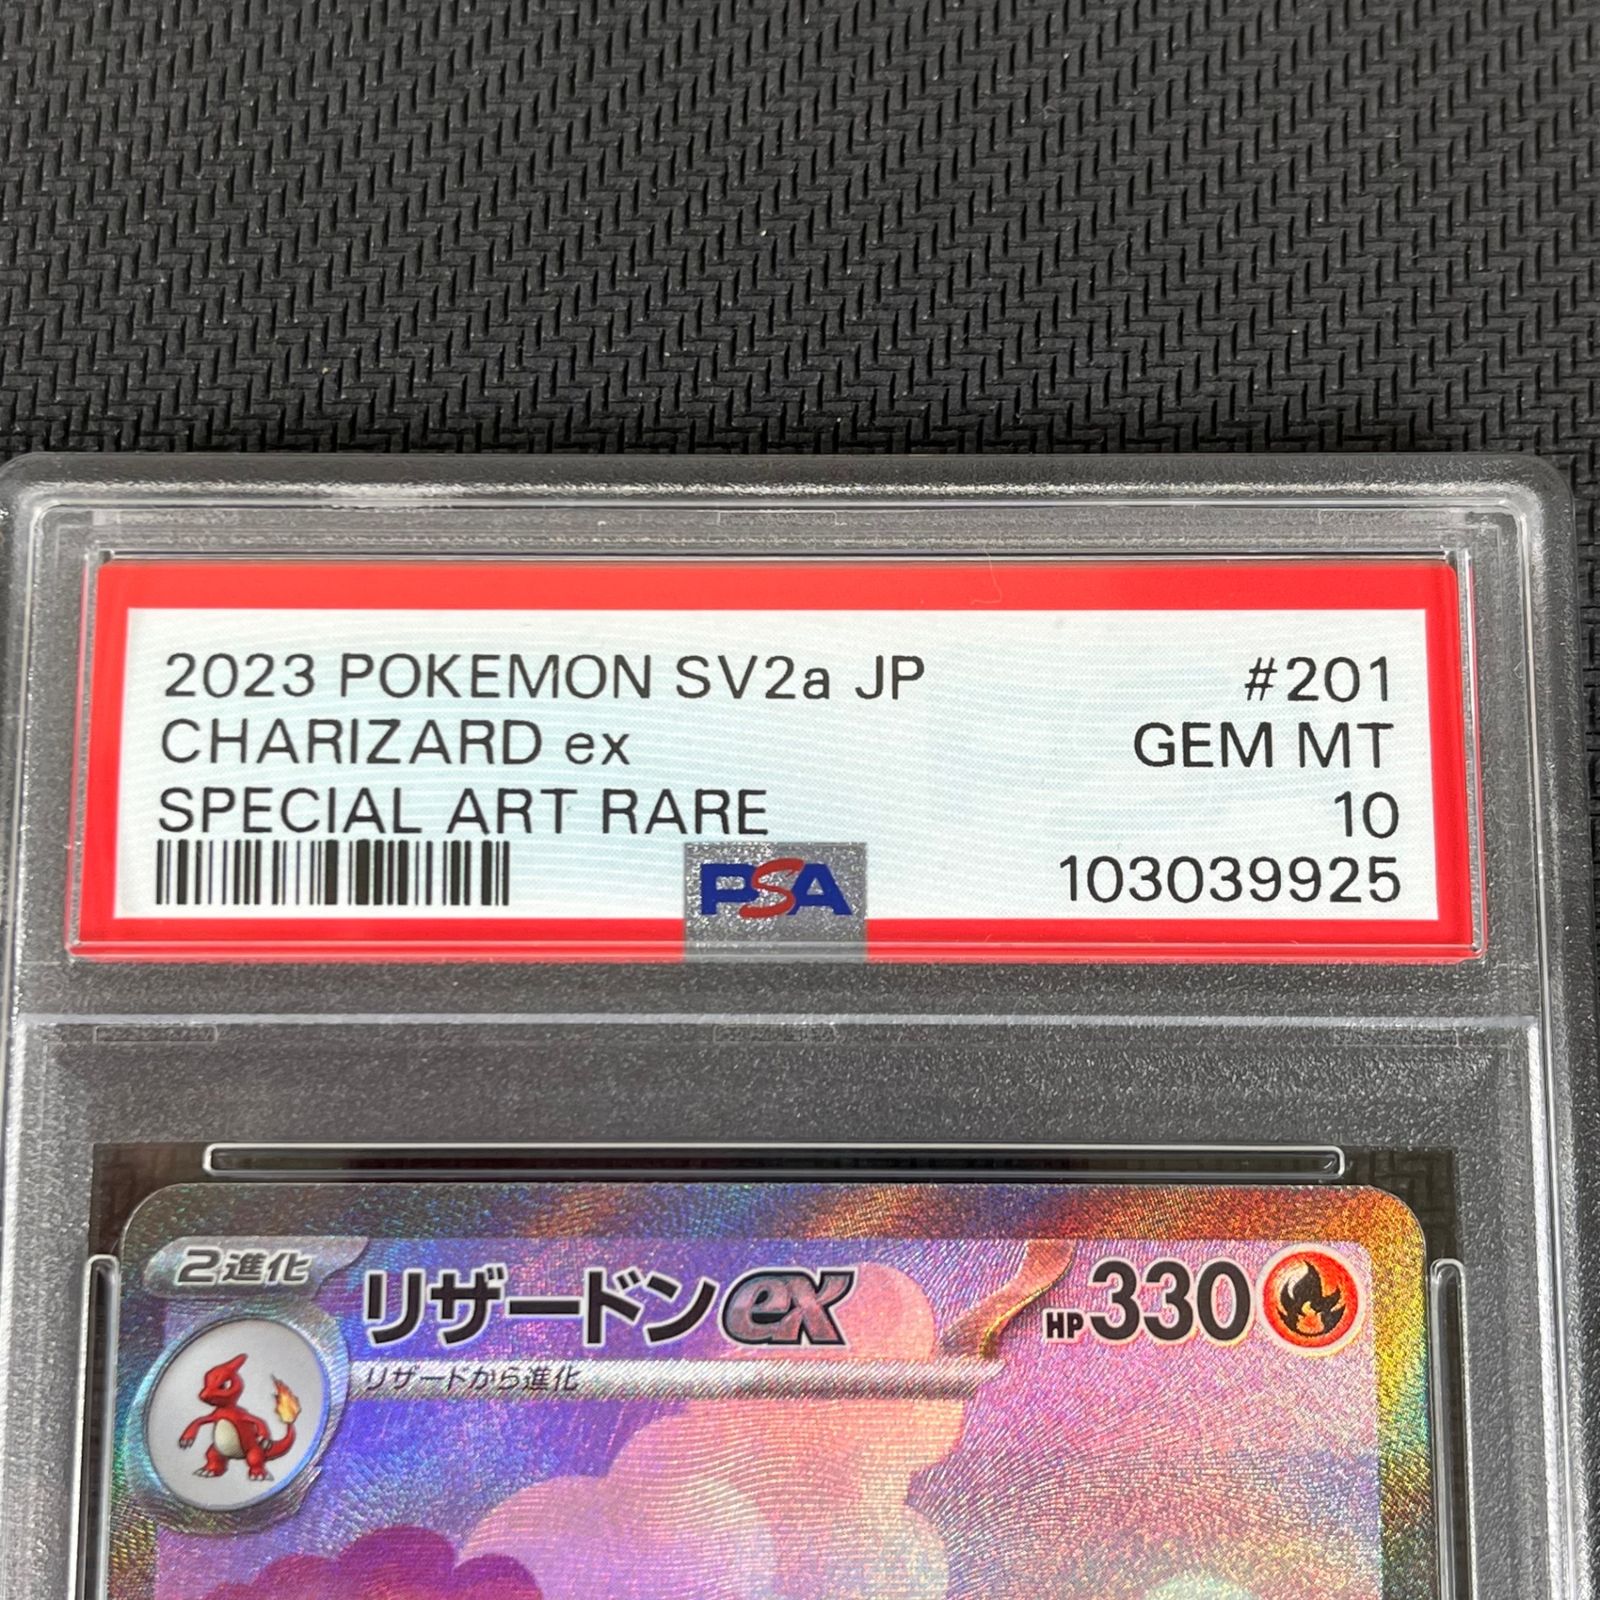 2023 POKEMON SV2a JP #201
CHARIZARD ex GEM MT
SPECIAL ART RARE 10
PSA 103039925
2進化 リザードンex HP330
リザードから進化